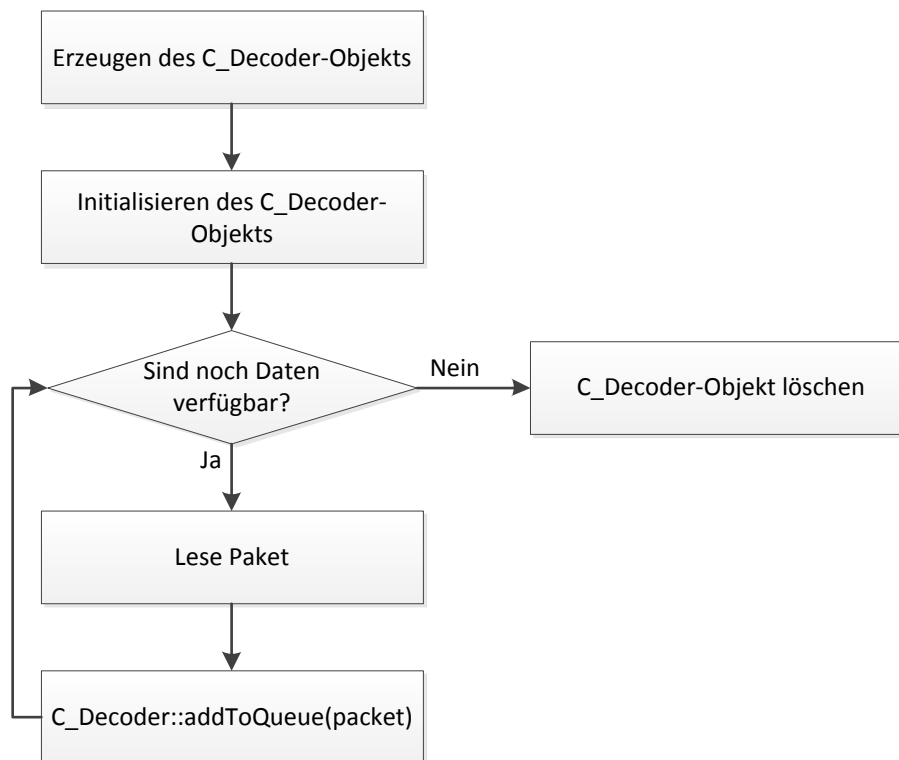 Erzeugen des C_Decoder-Objekts
Initialisieren des C_Decoder-
Objekts
Sind noch Daten
verfügbar?
Nein
C_Decoder-Objekt löschen
Ja
Lese Paket
C_Decoder::addToQueue(packet)